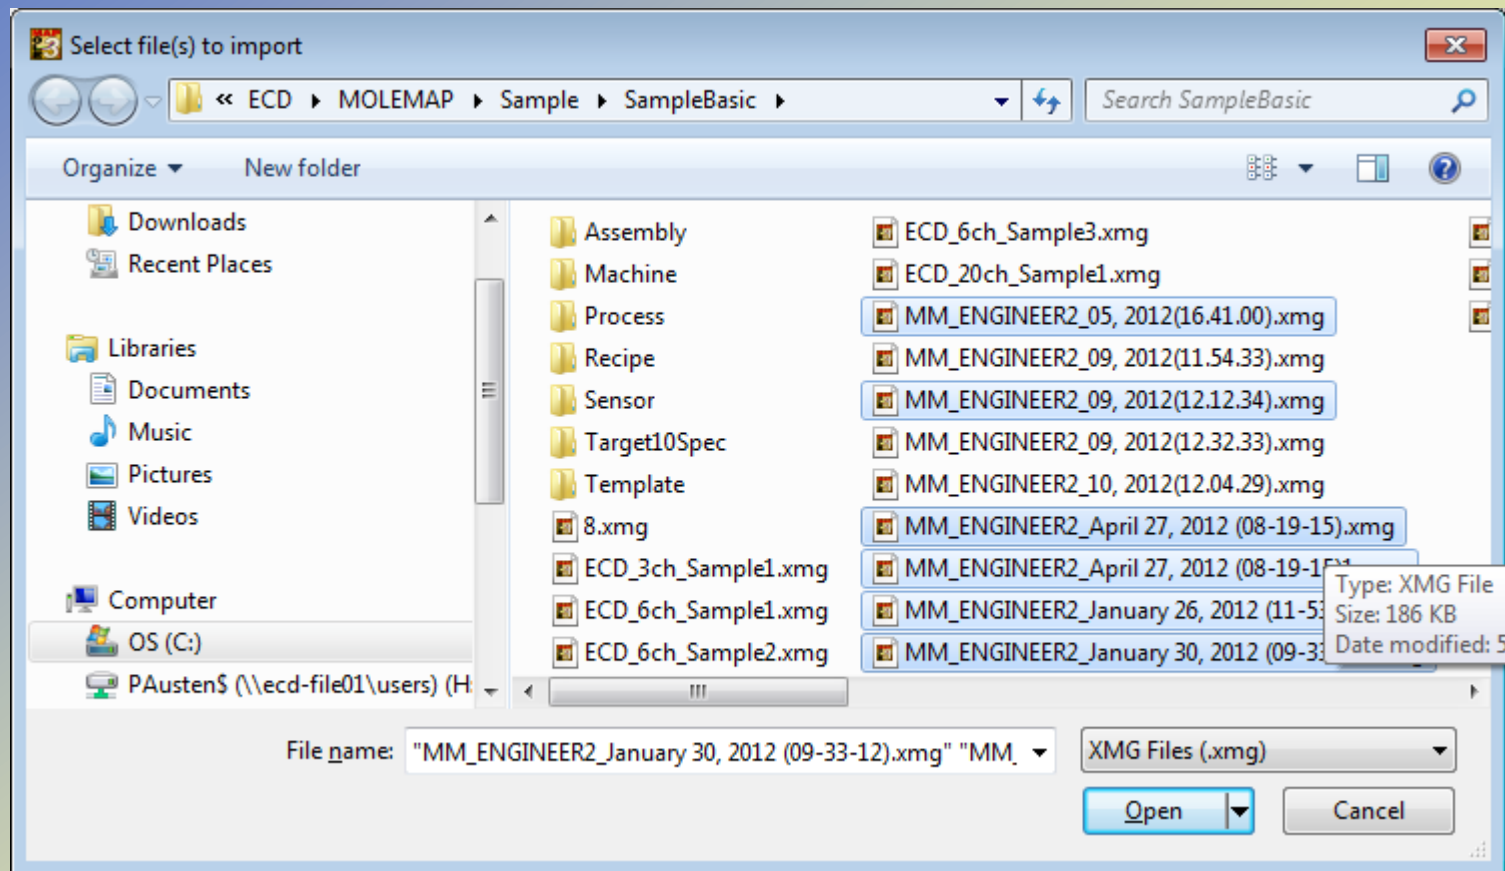 Select file(s) to import
« ECD ▸ MOLEMAP ▸ Sample ▸ SampleBasic ▸
Search SampleBasic
Organize
New folder
Downloads
Recent Places
Libraries
Documents
Music
Pictures
Videos
Computer
OS (C:)
PAusten$ (\\ecd-file01\users) (H:
Assembly
Machine
Process
Recipe
Sensor
Target10Spec
Template
8.xmg
ECD_3ch_Sample1.xmg
ECD_6ch_Sample1.xmg
ECD_6ch_Sample2.xmg
ECD_6ch_Sample3.xmg
ECD_20ch_Sample1.xmg
MM_ENGINEER2_05, 2012(16.41.00).xmg
MM_ENGINEER2_09, 2012(11.54.33).xmg
MM_ENGINEER2_09, 2012(12.12.34).xmg
MM_ENGINEER2_09, 2012(12.32.33).xmg
MM_ENGINEER2_10, 2012(12.04.29).xmg
MM_ENGINEER2_April 27, 2012 (08-19-15).xmg
MM_ENGINEER2_April 27, 2012
MM_ENGINEER2_January 26, 2012 (11-53
MM_ENGINEER2_January 30, 2012 (09-33
Type: XMG File
Size: 186 KB
Date modified: 5
File name:
"MM_ENGINEER2_January 30, 2012 (09-33-12).xmg" "MM_
XMG Files (.xmg)
Open
Cancel